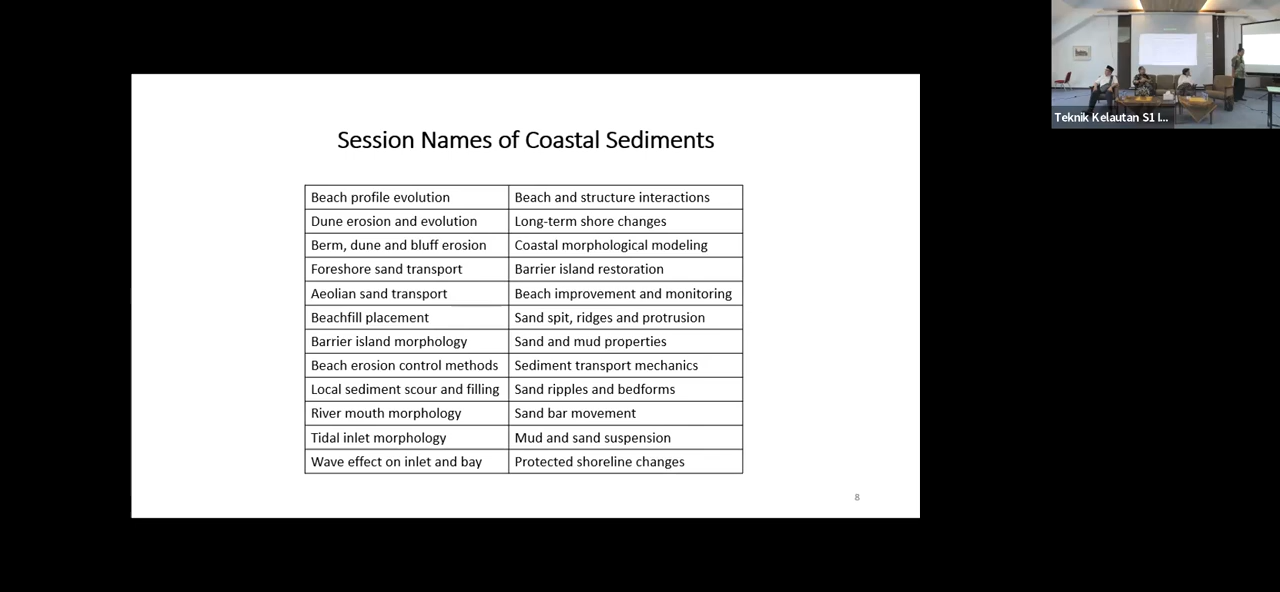 Session Names of Coastal Sediments
Beach profile evolution Beach and structure interactions
Dune erosion and evolution Long-term shore changes
Berm, dune and bluff erosion Coastal morphological modeling
Foreshore sand transport Barrier island restoration
Aeolian sand transport Beach improvement and monitoring
Beachfill placement Sand spit, ridges and protrusion
Barrier island morphology Sand and mud properties
Beach erosion control methods Sediment transport mechanics
Local sediment scour and filling Sand ripples and bedforms
River mouth morphology Sand bar movement
Tidal inlet morphology Mud and sand suspension
Wave effect on inlet and bay Protected shoreline changes
8
Teknik Kelautan S1 I...